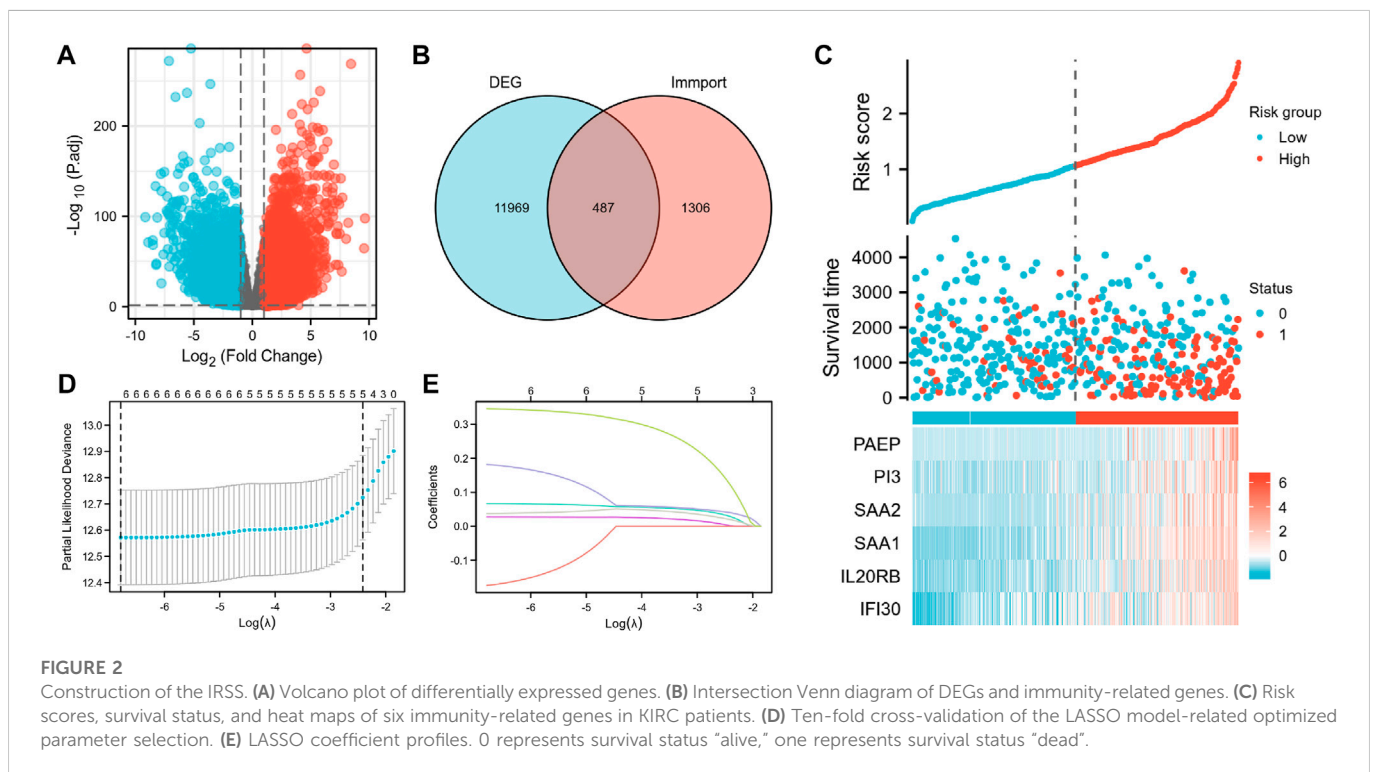 A
-Log 10 (P.adj)
200
100
0
-10 -5 0 5 10
Log2 (Fold Change)
B
DEG Immport
11969 487 1306
C
Risk score
2
1
Risk group
Low
High
Survival time
4000
3000
2000
1000
0
Status
0
1
PAEP
PI3
SAA2
SAA1
IL20RB
IFI30
6
4
2
0
D
6 6 6 6 6 6 6 6 6 6 6 6 6 6 6 5 5 5 5 5 5 5 5 5 5 5 5 5 4 3 0
Partial Likelihood Deviance
13.0
12.9
12.8
12.7
12.6
12.5
12.4
-6 -5 -4 -3 -2
Log(λ)
E
6 6 5 5 3
Coefficients
0.3
0.2
0.1
0.0
-0.1
-6 -5 -4 -3 -2
Log(λ)
FIGURE 2
Construction of the IRSS. (A) Volcano plot of differentially expressed genes. (B) Intersection Venn diagram of DEGs and immunity-related genes. (C) Risk
scores, survival status, and heat maps of six immunity-related genes in KIRC patients. (D) Ten-fold cross-validation of the LASSO model-related optimized
parameter selection. (E) LASSO coefficient profiles. 0 represents survival status “alive,” one represents survival status “dead”.